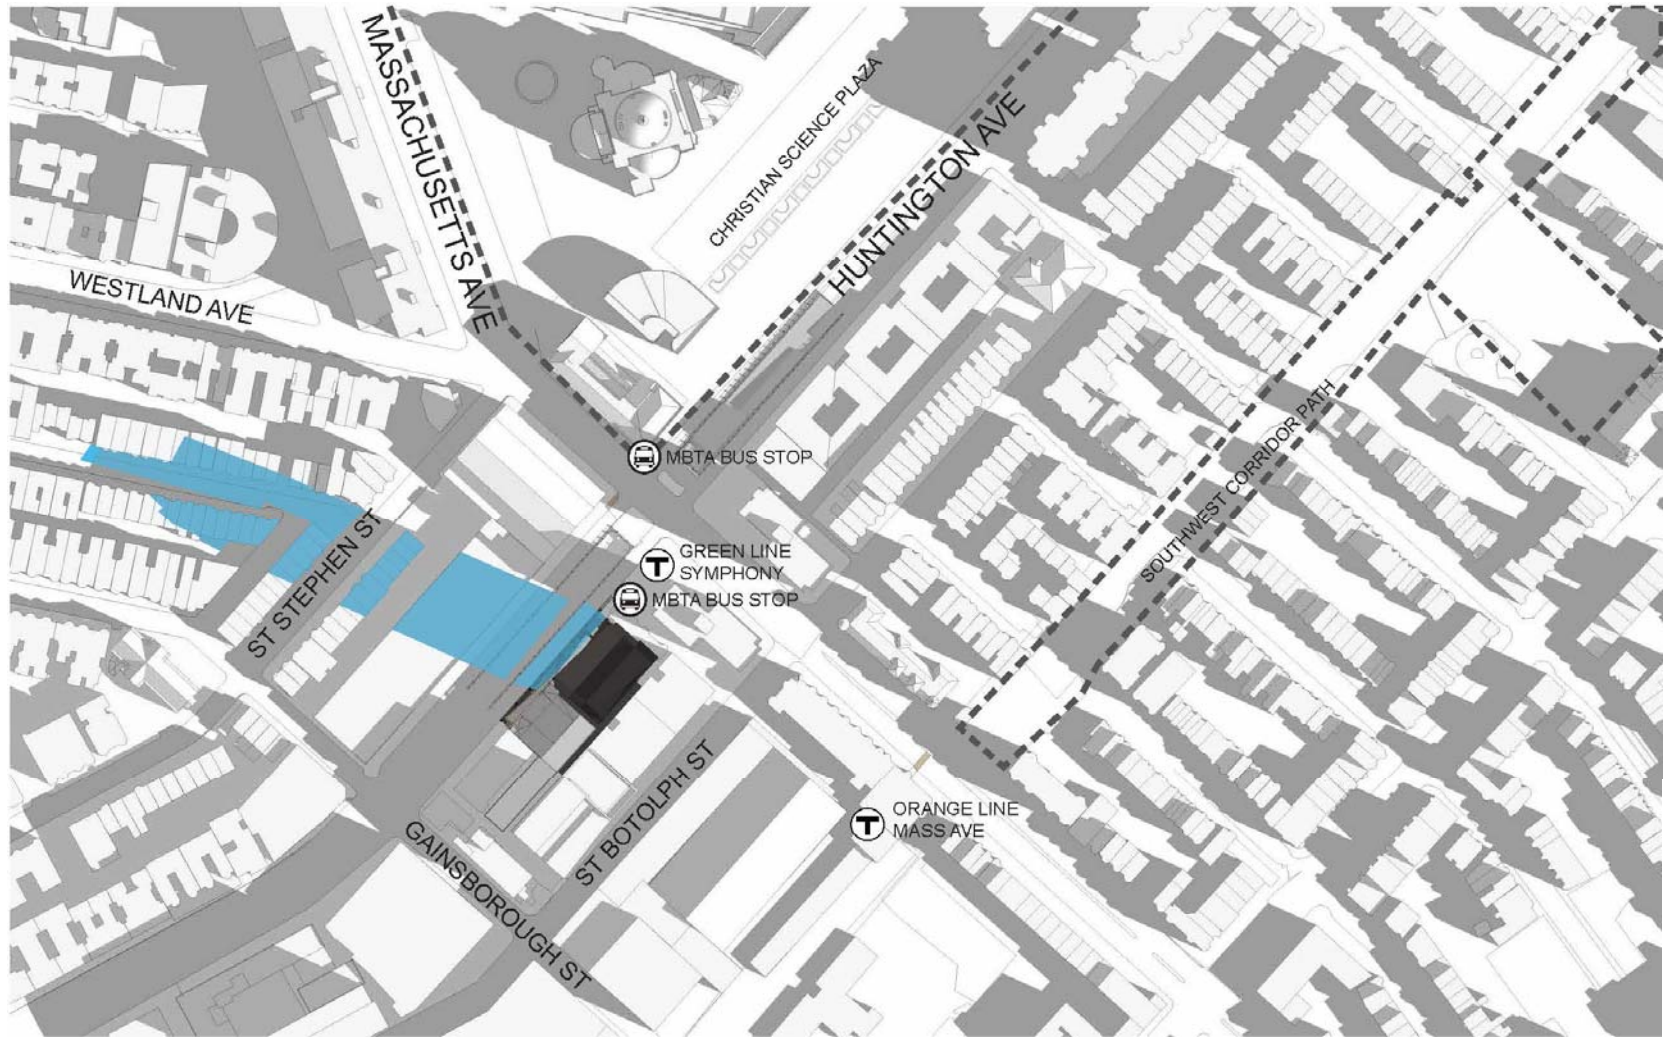 MASSACHUSETTS AVE
CHRISTIAN SCIENCE PLAZA
HUNTINGTON AVE
WESTLAND AVE
SOUTHWEST CORRIDOR PATH
MBTA BUS STOP
ST STEPHEN ST
GREEN LINE
SYMPHONY
MBTA BUS STOP
ST BOTOLPH ST
T
T
ORANGE LINE
MASS AVE
GAINSBOROUGH ST